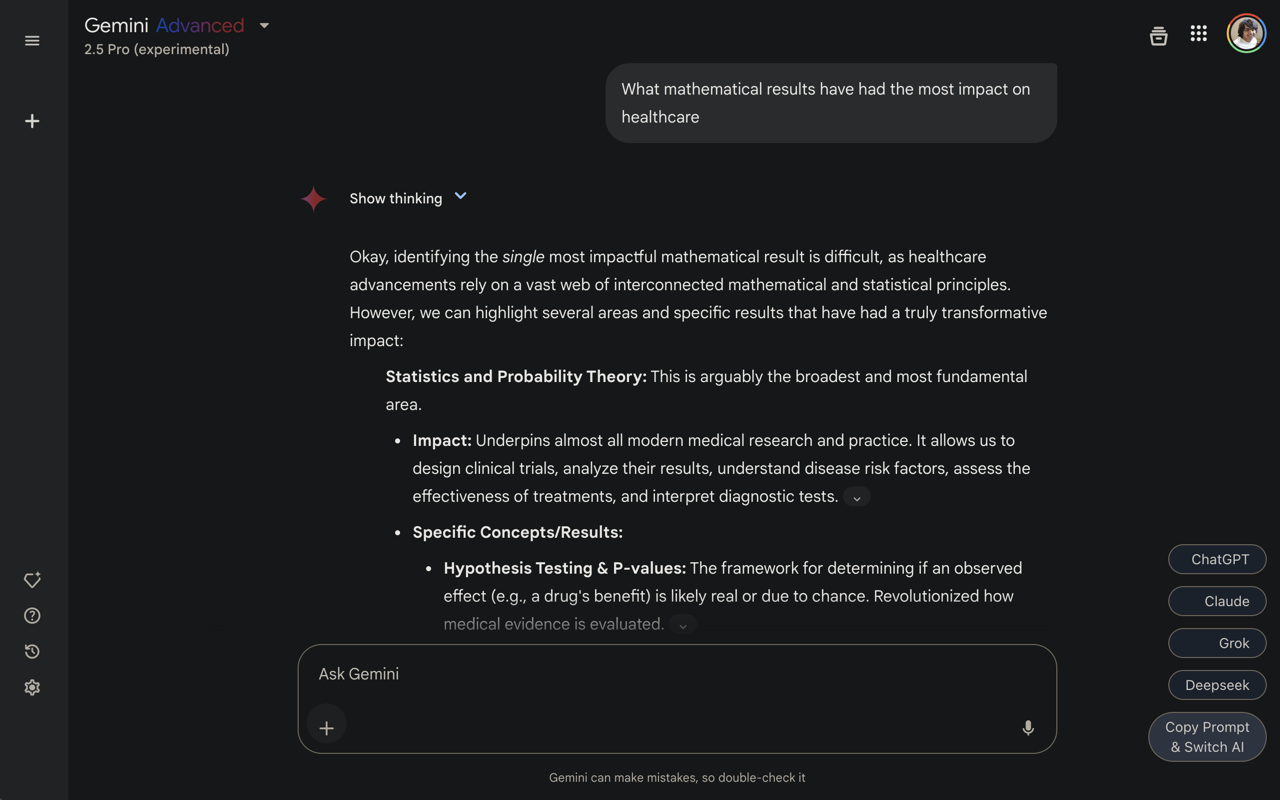 Gemini Advanced
2.5 Pro (experimental)
What mathematical results have had the most impact on
healthcare
Show thinking
Okay, identifying the single most impactful mathematical result is difficult, as healthcare
advancements rely on a vast web of interconnected mathematical and statistical principles.
However, we can highlight several areas and specific results that have had a truly transformative
impact:
Statistics and Probability Theory: This is arguably the broadest and most fundamental
area.
• Impact: Underpins almost all modern medical research and practice. It allows us to
design clinical trials, analyze their results, understand disease risk factors, assess the
effectiveness of treatments, and interpret diagnostic tests.
• Specific Concepts/Results:
• Hypothesis Testing & P-values: The framework for determining if an observed
effect (e.g., a drug's benefit) is likely real or due to chance. Revolutionized how
medical evidence is evaluated.
Ask Gemini
Gemini can make mistakes, so double-check it
ChatGPT
Claude
Grok
Deepseek
Copy Prompt
& Switch AI